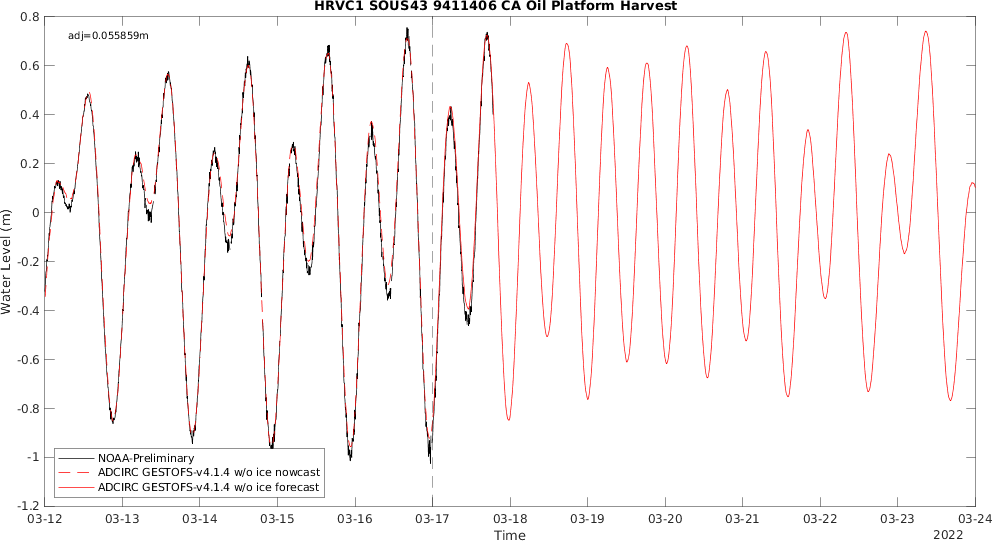 HRVC1 SOUS43 9411406 CA Oil Platform Harvest
adj=0.055859m
0.8
0.6
0.4
0.2
0
-0.2
-0.4
-0.6
-0.8
-1
-1.2
Water Level (m)
NOAA-Preliminary
ADCIRC GESTOFS-v4.1.4 w/o ice nowcast
ADCIRC GESTOFS-v4.1.4 w/o ice forecast
03-12 03-13 03-14 03-15 03-16 03-17 03-18 03-19 03-20 03-21 03-22 03-23 03-24
Time
2022